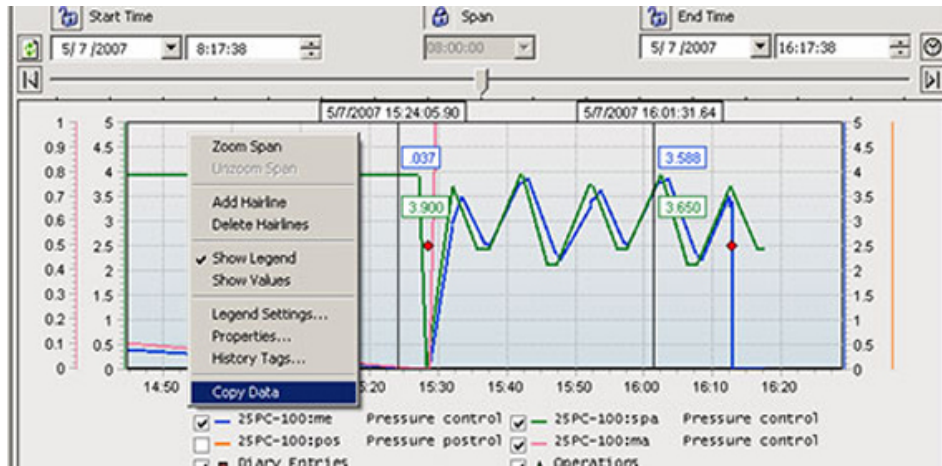 Start Time Span End Time
5/ 7 /2007 8:17:38 08:00:00 5/ 7 /2007 16:17:38
5/7/2007 15:24:05.90 5/7/2007 16:01:31.64
1 5 5
0.9 4.5 4.5
0.8 4 4
0.7 3.5 3.5
0.6 3 3
0.5 2.5 2.5
0.4 2 2
0.3 1.5 1.5
0.2 1 1
0.1 0.5 0.5
0 0 0
.037 3.588
3.900 3.650
Zoom Span
Unzoom Span
Add Hairline
Delete Hairlines
Show Legend
Show Values
Legend Settings...
Properties...
History Tags...
Copy Data
14:50 5:20 15:30 15:40 15:50 16:00 16:10 16:20
25PC-100:me Pressure control 25PC-100:spa Pressure control
25PC-100:pos Pressure postrol 25PC-100:ma Pressure control
Diary Entries Operations